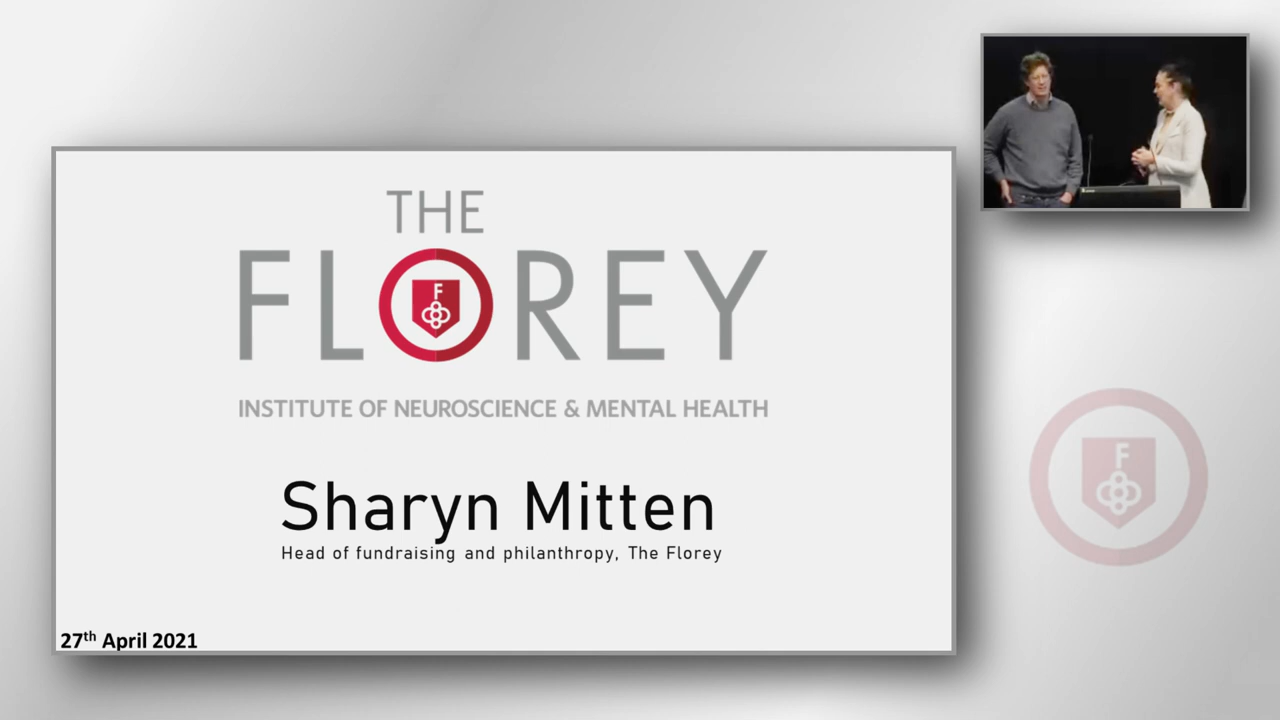 THE
FLOREY
F
INSTITUTE OF NEUROSCIENCE & MENTAL HEALTH
Sharyn Mitten
Head of fundraising and philanthropy, The Florey
27th April 2021
F